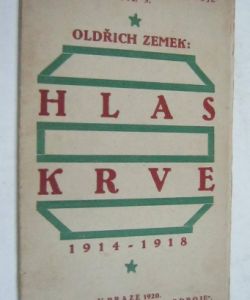 OLDŘICH ZEMEK:
HLAS
KRVE
1914-1918
V PRAZE 1920.